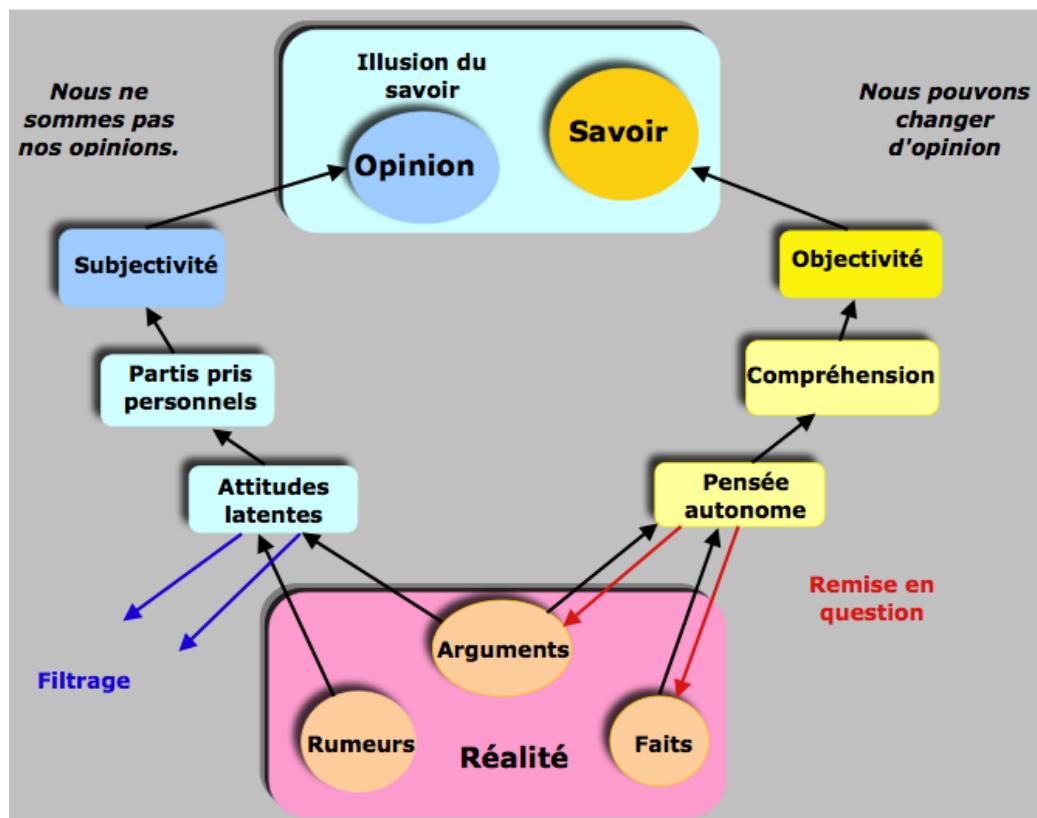 Illusion du
savoir
Opinion
Savoir
Nous ne
sommes pas
nos opinions.
Nous pouvons
changer
d'opinion
Subjectivité
Objectivité
Partis pris
personnels
Compréhension
Attitudes
latentes
Pensée
autonome
Filtrage
Remise en
question
Arguments
Rumeurs
Réalité
Faits